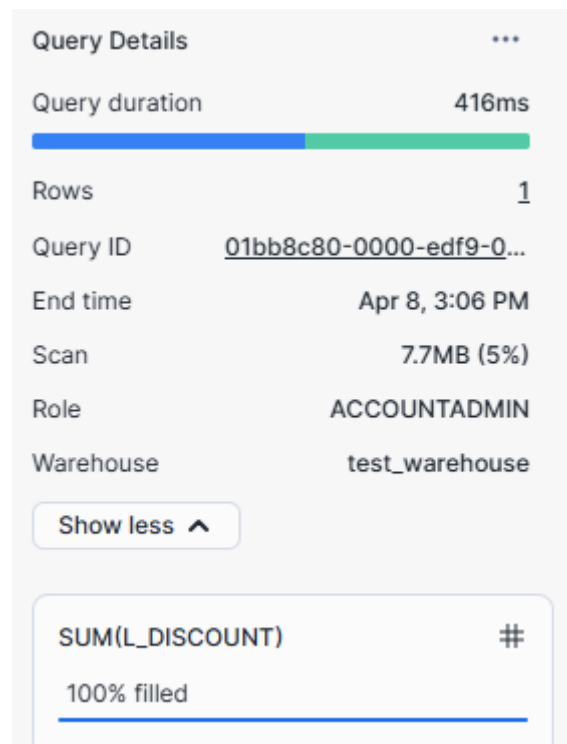 Query Details
Query duration 416ms
Rows 1
Query ID 01bb8c80-0000-edf9-0...
End time Apr 8, 3:06 PM
Scan 7.7MB (5%)
Role ACCOUNTADMIN
Warehouse test_warehouse
Show less
SUM(L_DISCOUNT) #
100% filled